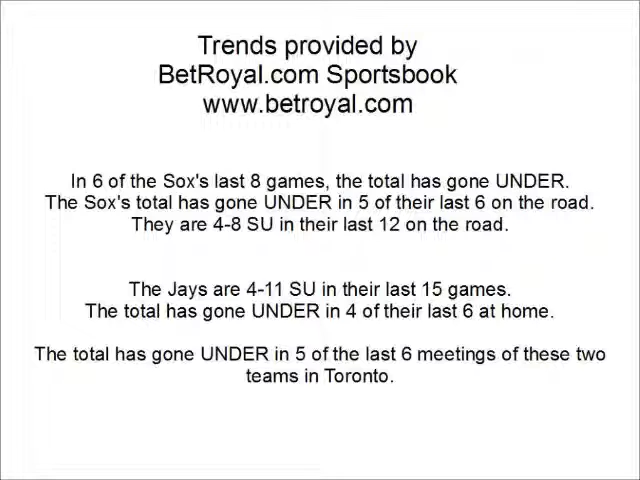 Trends provided by
BetRoyal.com Sportsbook
www.betroyal.com
In 6 of the Sox's last 8 games, the total has gone UNDER.
The Sox's total has gone UNDER in 5 of their last 6 on the road.
They are 4-8 SU in their last 12 on the road.
The Jays are 4-11 SU in their last 15 games.
The total has gone UNDER in 4 of their last 6 at home.
The total has gone UNDER in 5 of the last 6 meetings of these two
teams in Toronto.